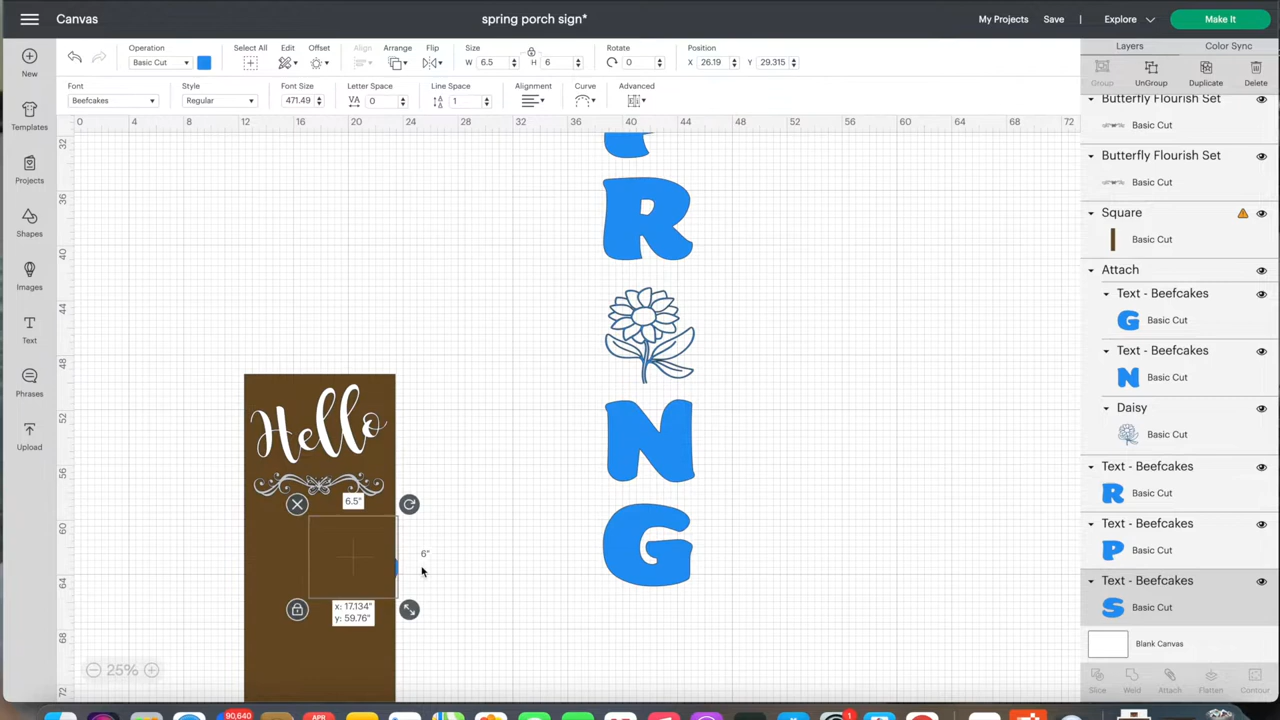 Canvas
spring porch sign*
My Projects
Save
|
Explore
Make It
New
Templates
Projects
Shapes
Images
Text
Phrases
Upload
Operation
Basic Cut
Select All
Edit
Offset
Align
Arrange
Flip
Size
W 6.5
H 6
Rotate
0
Position
X 26.19
Y 29.315
Font
Beefcakes
Style
Regular
Font Size
471.49
Letter Space
VA 0
Line Space
1
Alignment
Curve
Advanced
0 4 8 12 16 20 24 28 32 36 40 44 48 52 56 60 64 68 72
32
36
40
44
48
52
56
60
64
68
72
R
N
G
Hello
6.5"
6"
x: 17.134"
y: 59.76"
25%
Layers
Color Sync
Group
UnGroup
Duplicate
Delete
Butterfly Flourish Set
Basic Cut
Butterfly Flourish Set
Basic Cut
Square
Basic Cut
Attach
Text - Beefcakes
G Basic Cut
Text - Beefcakes
N Basic Cut
Daisy
Basic Cut
Text - Beefcakes
R Basic Cut
Text - Beefcakes
P Basic Cut
Text - Beefcakes
S Basic Cut
Blank Canvas
Slice
Weld
Attach
Flatten
Contour
90,640
APR
1